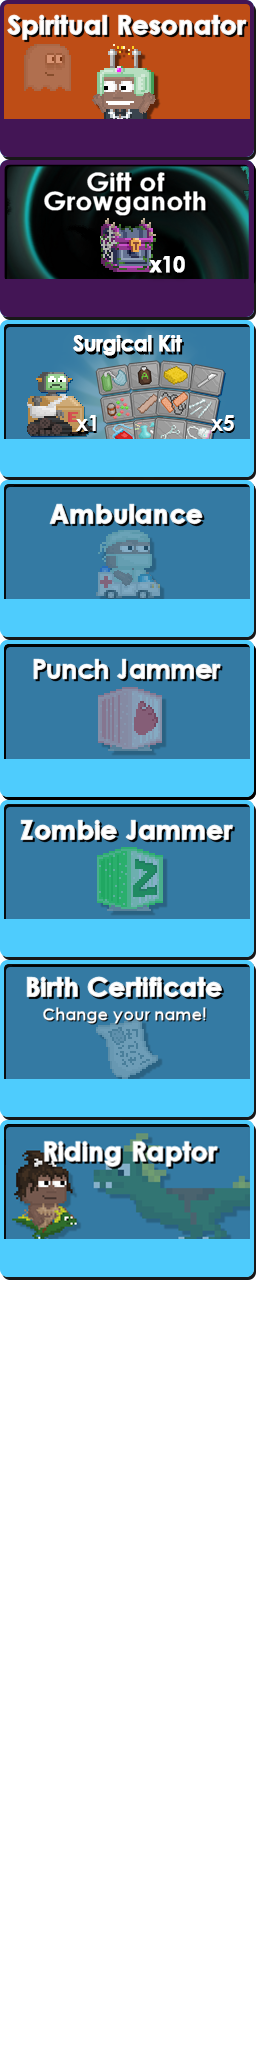 Spiritual Resonator
Gift of
Growganoth
x10
Surgical Kit
A
E
x1
x5
Ambulance
Punch Jammer
Zombie Jammer
Z
Birth Certificate
Change your name!
Riding Raptor